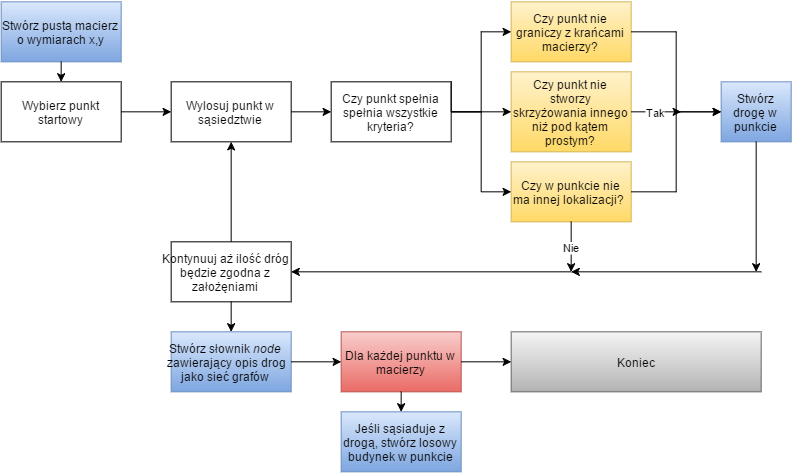 Stwórz pustą macierz
o wymiarach x,y
Wybierz punkt
startowy
Wylosuj punkt w
sąsiedztwie
Czy punkt spełnia
spełnia wszystkie
kryteria?
Czy punkt nie
graniczy z krańcami
macierzy?
Czy punkt nie
stworzy
skrzyżowania innego
niż pod kątem
prostym?
Czy w punkcie nie
ma innej lokalizacji?
Tak
Stwórz
drogę w
punkcie
Nie
Kontynuuj aż ilość dróg
będzie zgodna z
założęniami
Stwórz słownik node
zawierający opis drog
jako sieć grafów
Dla każdej punktu w
macierzy
Koniec
Jeśli sąsiaduje z
drogą, stwórz losowy
budynek w punkcie